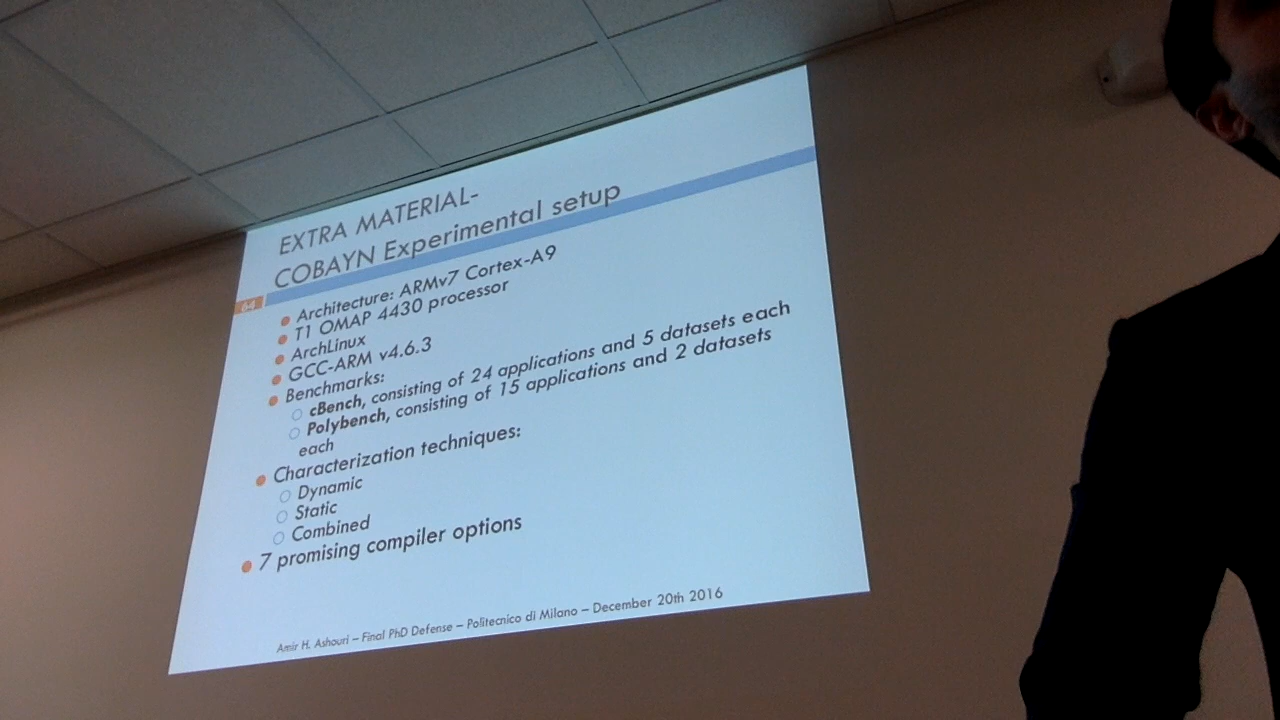 EXTRA MATERIAL-
COBAYN Experimental setup
64
Architecture: ARMv7 Cortex-A9
T1 OMAP 4430 processor
ArchLinux
GCC-ARM v4.6.3
Benchmarks:
cBench, consisting of 24 applications and 5 datasets each
Polybench, consisting of 15 applications and 2 datasets
each
Characterization techniques:
Dynamic
Static
Combined
7 promising compiler options
Amir H. Ashouri – Final PhD Defense – Politecnico di Milano – December 20th 2016